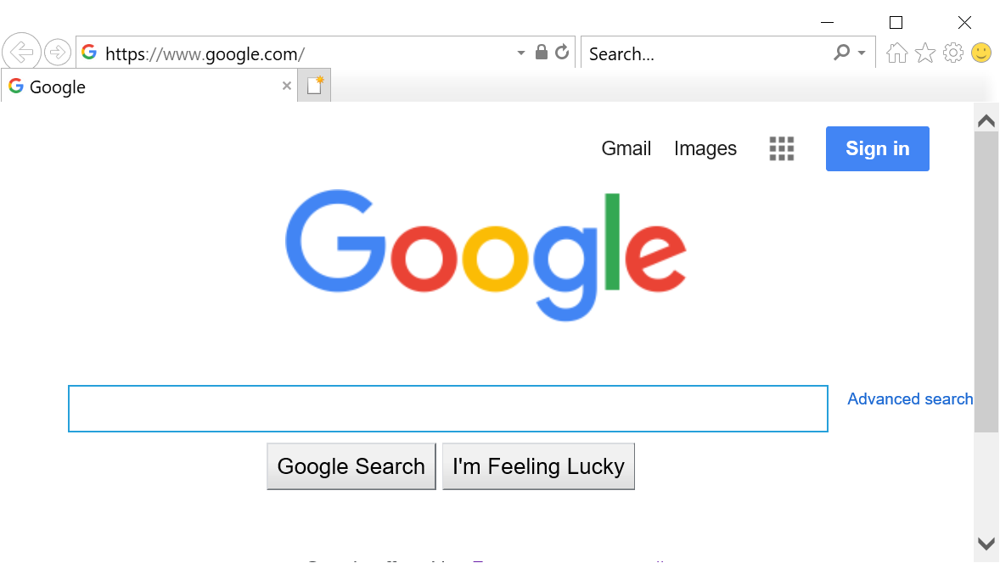 https://www.google.com/
Search...
Google
Gmail Images Sign in
Google
Advanced search
Google Search I'm Feeling Lucky